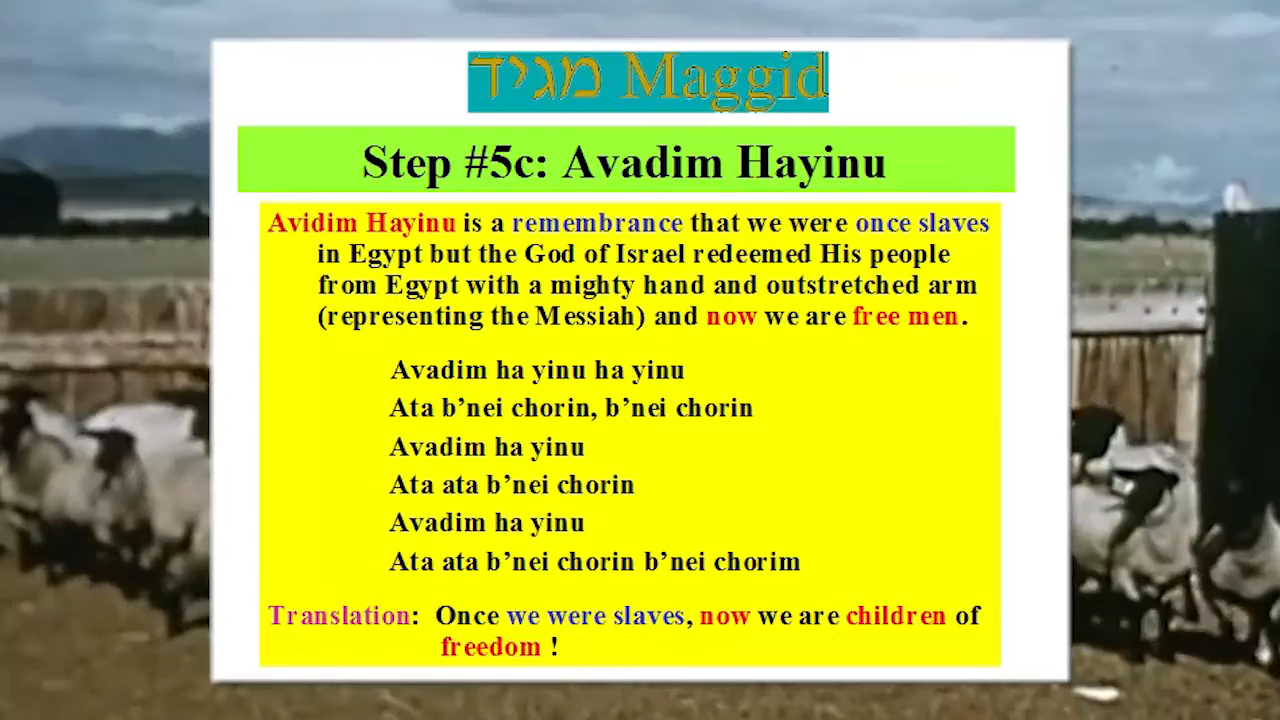 מגיד Maggid
Step #5c: Avadim Hayinu
Avidim Hayinu is a remembrance that we were once slaves
in Egypt but the God of Israel redeemed His people
from Egypt with a mighty hand and outstretched arm
(representing the Messiah) and now we are free men.
Avadim ha yinu ha yinu
Ata b’nei chorin, b’nei chorin
Avadim ha yinu
Ata ata b’nei chorin
Avadim ha yinu
Ata ata b’nei chorin b’nei chorim
Translation: Once we were slaves, now we are children of
freedom !